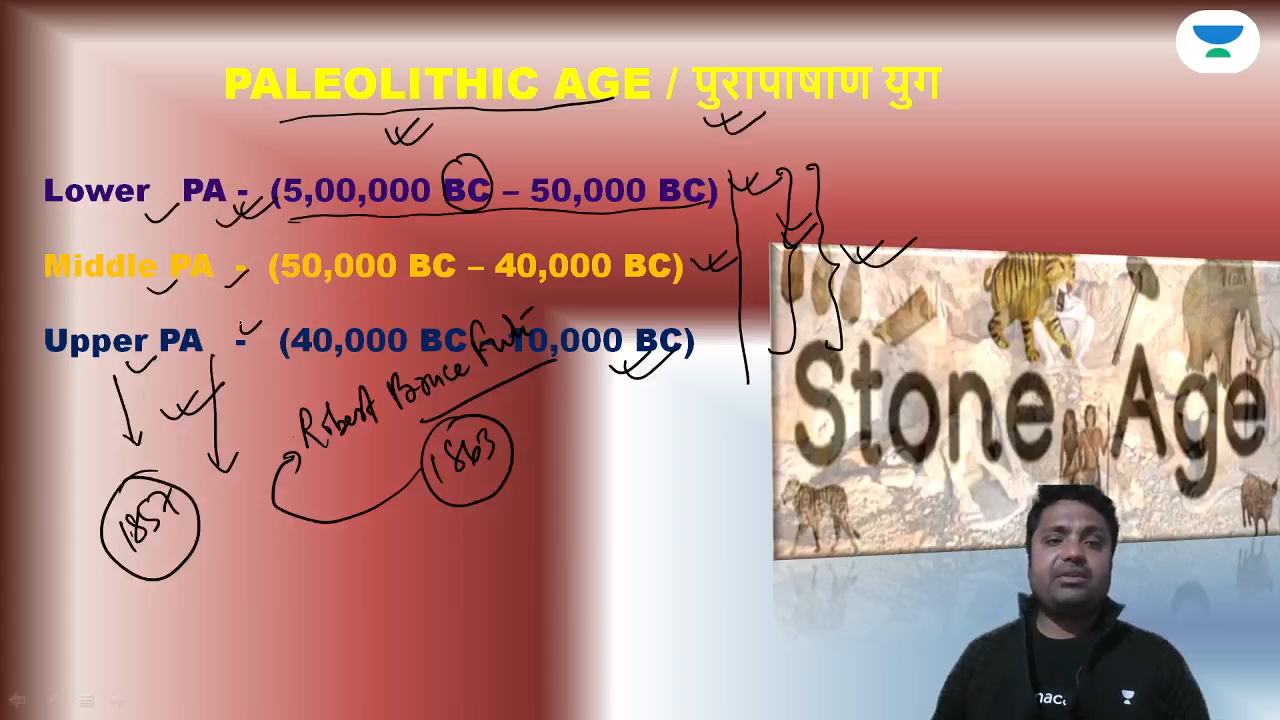 PALEOLITHIC AGE / पुरापाषाण युग
Lower PA - (5,00,000 BC – 50,000 BC)
Middle PA - (50,000 BC – 40,000 BC)
Upper PA - (40,000 BC 10,000 BC)
Robert Bruce
1863
1857
Stone Age